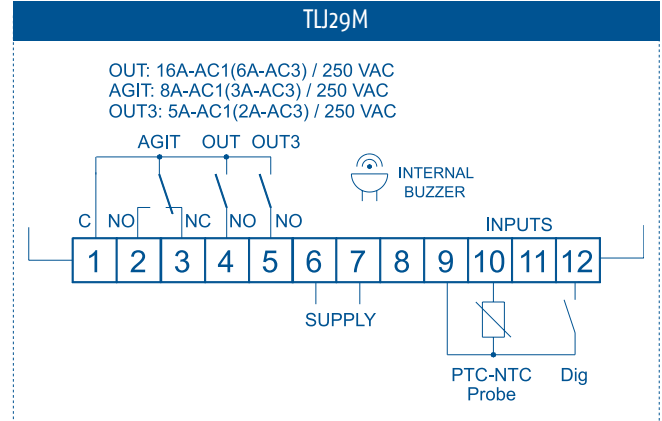 TLJ29M
OUT: 16A-AC1(6A-AC3) / 250 VAC
AGIT: 8A-AC1(3A-AC3) / 250 VAC
OUT3: 5A-AC1(2A-AC3) / 250 VAC
AGIT OUT OUT3
INTERNAL
BUZZER
C NO NC NO NO INPUTS
1 2 3 4 5 6 7 8 9 10 11 12
SUPPLY
PTC-NTC Dig
Probe